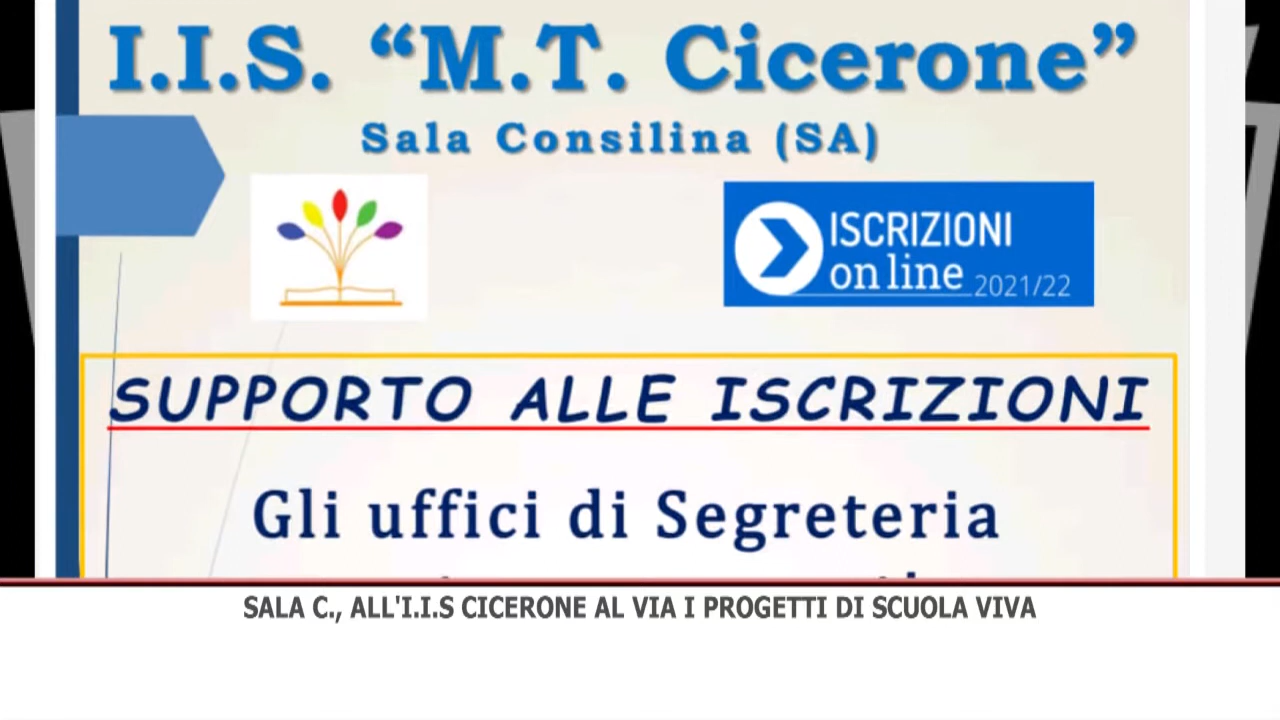 I.I.S. “M.T. Cicerone”
Sala Consilina (SA)
ISCRIZIONI
on line 2021/22
SUPPORTO ALLE ISCRIZIONI
Gli uffici di Segreteria
SALA C., ALL'I.I.S CICERONE AL VIA I PROGETTI DI SCUOLA VIVA